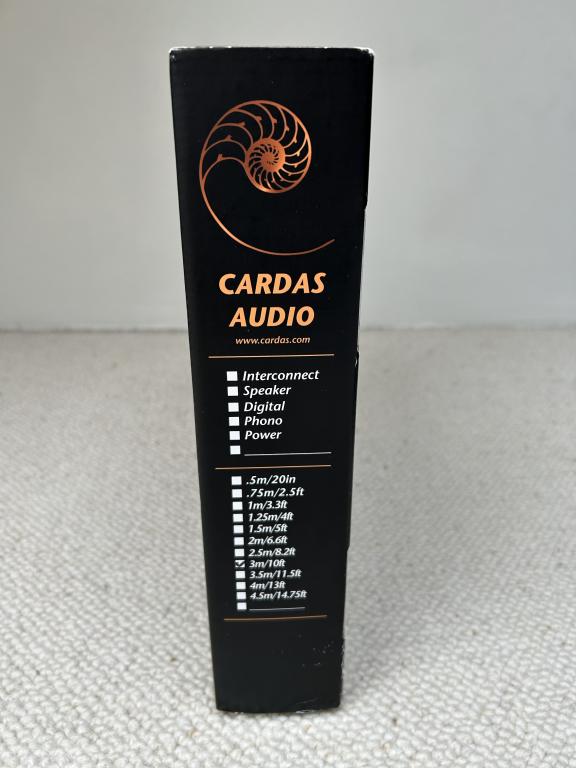 CARDAS
AUDIO
www.cardas.com
Interconnect
Speaker
Digital
Phono
Power
.5m/20in
.75m/2.5ft
1m/3.3ft
1.25m/4ft
1.5m/5ft
2m/6.6ft
2.5m/8.2ft
3m/10ft
3.5m/11.5ft
4m/13ft
4.5m/14.75ft